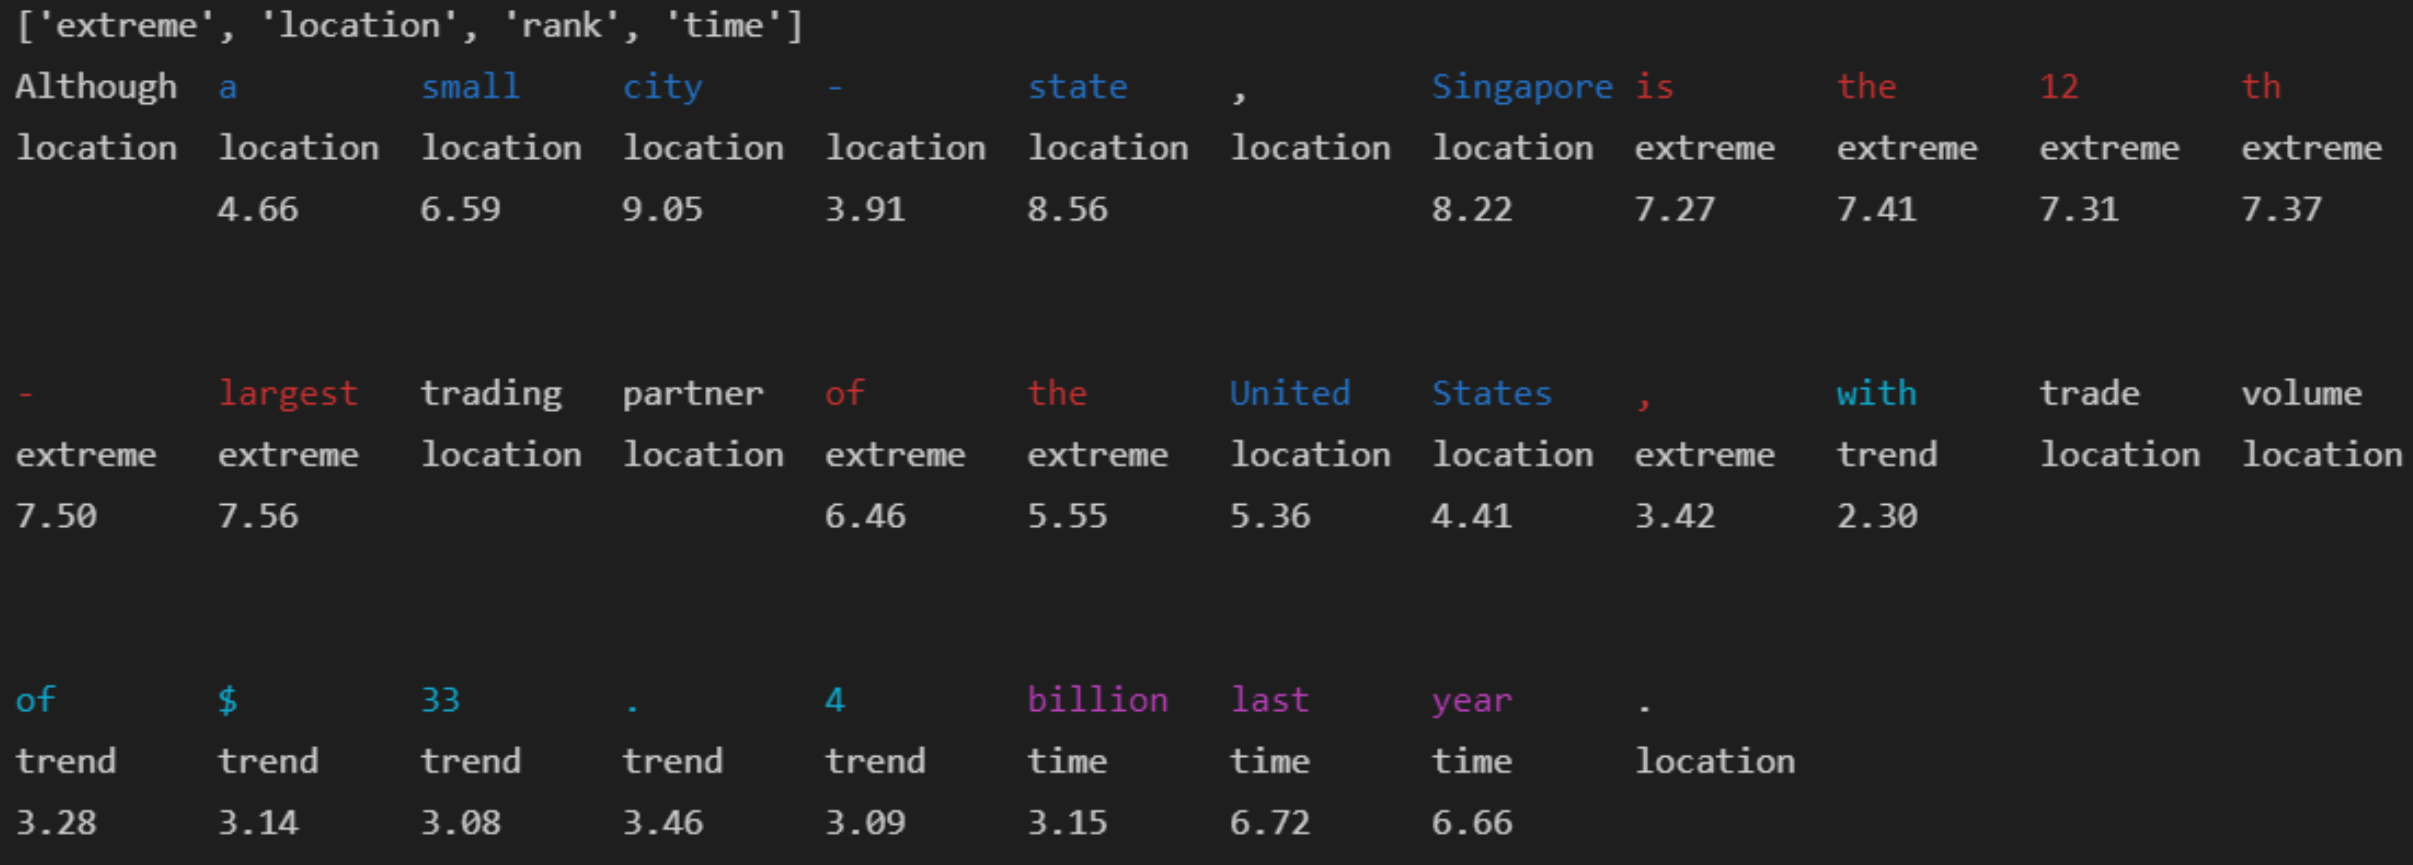 ['extreme', 'location', 'rank', 'time']
Although a small city - state , Singapore is the 12 th
location location location location location location location location extreme extreme extreme extreme
4.66 6.59 9.05 3.91 8.56 8.22 7.27 7.41 7.31 7.37
- largest trading partner of the United States , with trade volume
extreme extreme location location extreme extreme location location extreme trend location location
7.50 7.56 6.46 5.55 5.36 4.41 3.42 2.30
of $ 33 . 4 billion last year .
trend trend trend trend trend time time time location
3.28 3.14 3.08 3.46 3.09 3.15 6.72 6.66